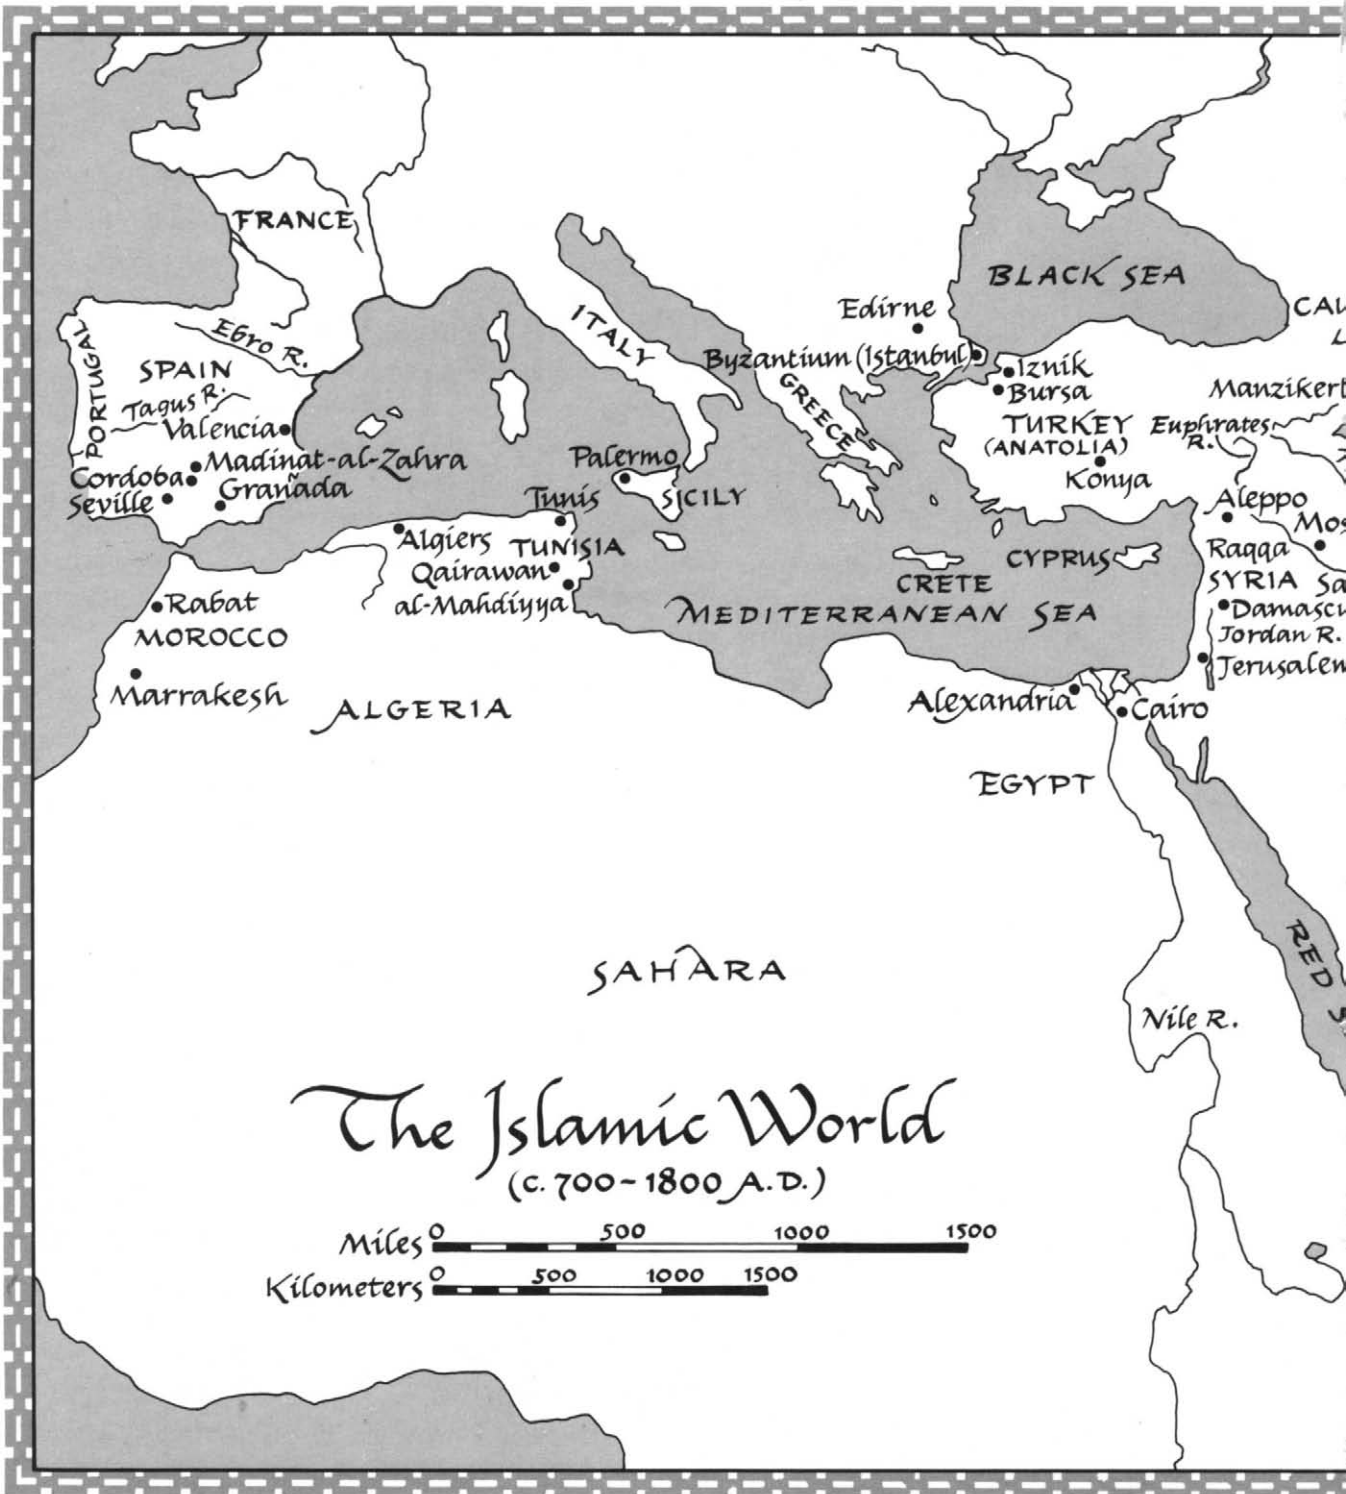 FRANCE
BLACK SEA
Edirne
ITALY
Ebro R.
PORTUGAL
SPAIN
Byzantium (Istanbul)
Iznik
Bursa
GREECE
Manzikert
Tagus R.
Valencia
TURKEY
(ANATOLIA)
Euphrates
R.
Konya
Cordoba
Madinat-al-Zahra
Seville
Grañada
Palermo
SICILY
Tunis
Aleppo
Algiers
TUNISIA
Raqqa
Qairawan
al-Mahdiyya
CRETE
CYPRUS
SYRIA
Rabat
MOROCCO
MEDITERRANEAN SEA
Jordan R.
Marrakesh
ALGERIA
Alexandria
Cairo
EGYPT
RED
SAHARA
Nile R.
The Islamic World
(C. 700-1800 A.D.)
Miles 0 500 1000 1500
Kilometers 0 500 1000 1500